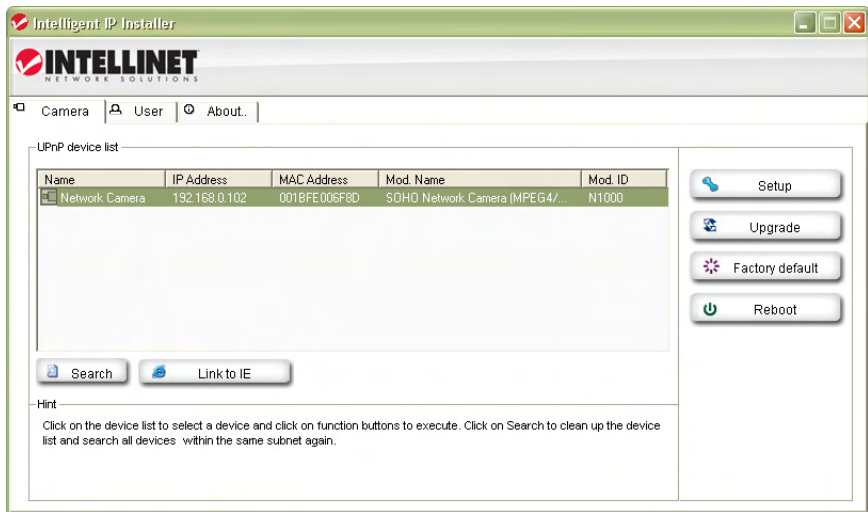 Intelligent IP Installer
INTELLINET
NETWORK SOLUTIONS
Camera User About..
UPnP device list
Name IP Address MAC Address Mod. Name Mod. ID
Network Camera 192.168.0.102 001BFE006F8D SOHO Network Camera (MPEG4/... N1000
Setup
Upgrade
Factory default
Reboot
Search Link to IE
Hint
Click on the device list to select a device and click on function buttons to execute. Click on Search to clean up the device
list and search all devices within the same subnet again.